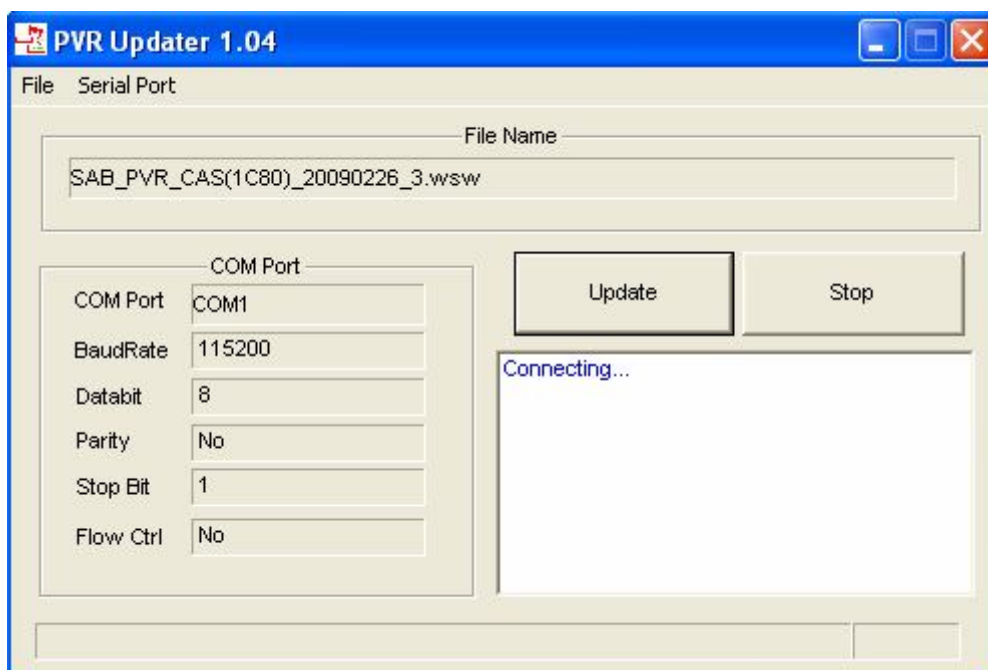 PVR Updater 1.04
File Serial Port
File Name
SAB_PVR_CAS(1C80)_20090226_3.wsw
COM Port
COM Port COM1
BaudRate 115200
Databit 8
Parity No
Stop Bit 1
Flow Ctrl No
Update Stop
Connecting...